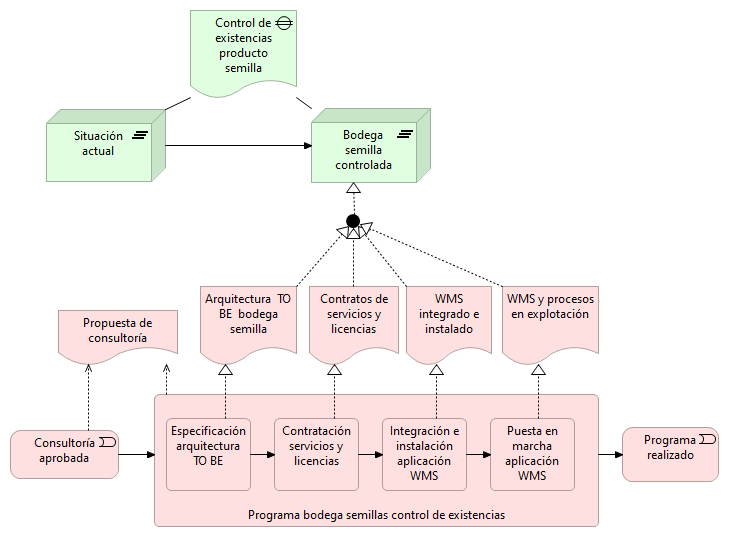 Control de
existencias
producto
semilla
Situación
actual
Bodega
semilla
controlada
Arquitectura TO
BE bodega
semilla
Contratos de
servicios y
licencias
WMS
integrado e
instalado
WMS y procesos
en explotación
Propuesta de
consultoría
Consultoría
aprobada
Especificación
arquitectura
TO BE
Contratación
servicios y
licencias
Integración e
instalación
aplicación
WMS
Puesta en
marcha
aplicación
WMS
Programa
realizado
Programa bodega semillas control de existencias